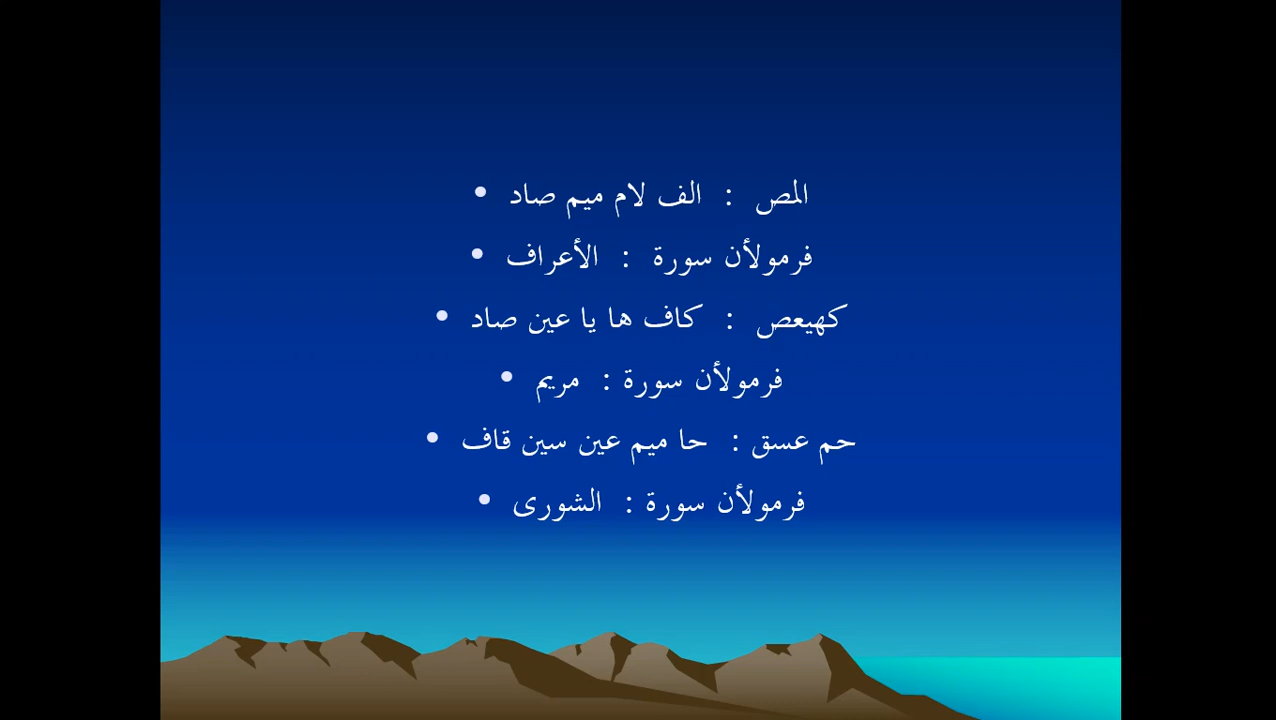 المص : الف لام ميم صاد •
فرمولأن سورة : الأعراف •
كهيعص : كاف ها يا عين صاد •
فرمولأن سورة : مريم •
حم عسق : حا ميم عين سين قاف •
فرمولأن سورة : الشورى •